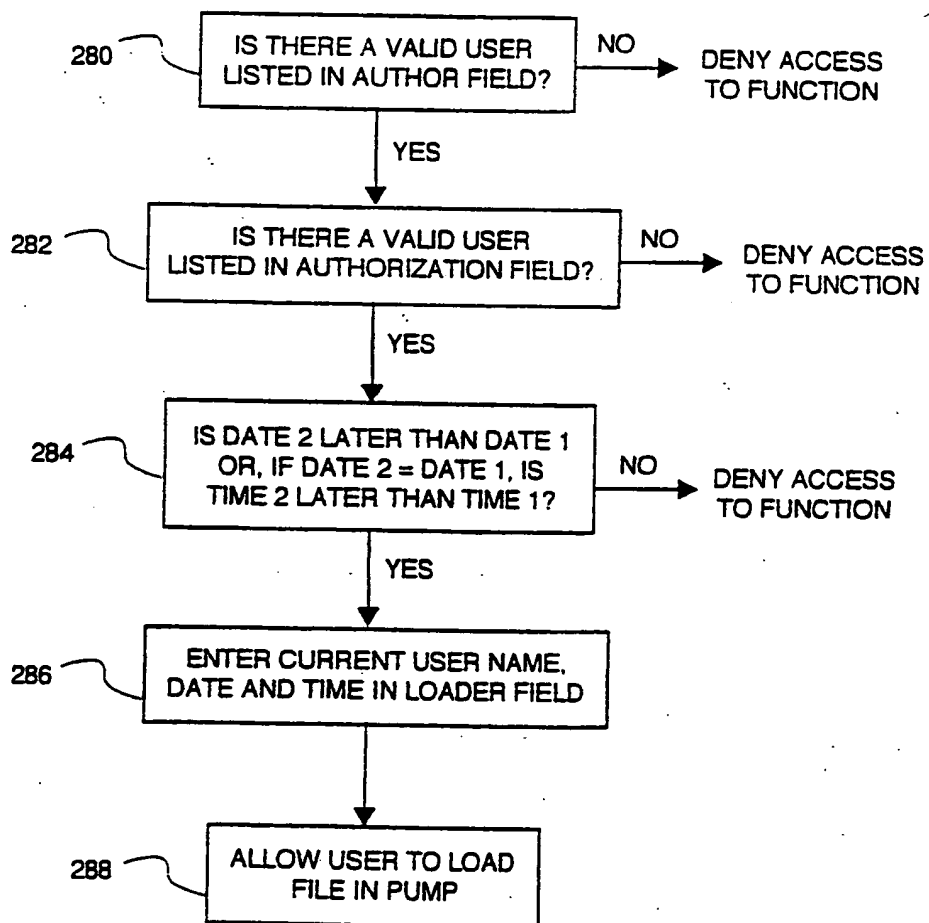 280
IS THERE A VALID USER
LISTED IN AUTHOR FIELD?
NO
DENY ACCESS
TO FUNCTION
YES
282
IS THERE A VALID USER
LISTED IN AUTHORIZATION FIELD?
NO
DENY ACCESS
TO FUNCTION
YES
284
IS DATE 2 LATER THAN DATE 1
OR, IF DATE 2 = DATE 1, IS
TIME 2 LATER THAN TIME 1?
NO
DENY ACCESS
TO FUNCTION
YES
286
ENTER CURRENT USER NAME,
DATE AND TIME IN LOADER FIELD
288
ALLOW USER TO LOAD
FILE IN PUMP